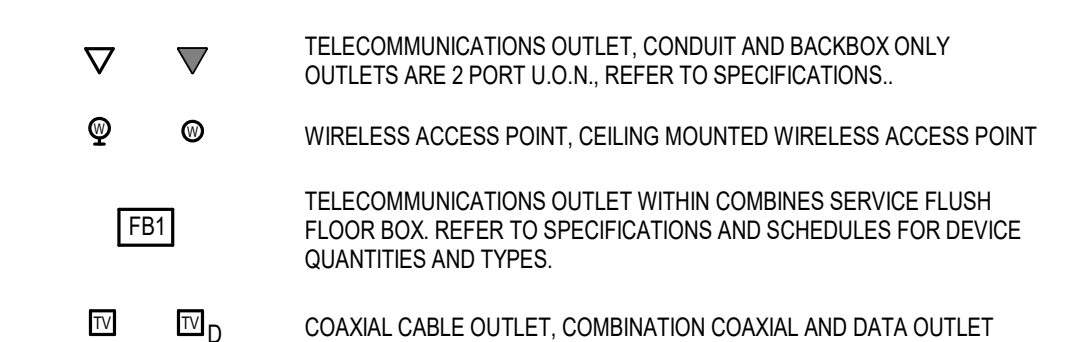 TELECOMMUNICATIONS OUTLET, CONDUIT AND BACKBOX ONLY
OUTLETS ARE 2 PORT U.O.N., REFER TO SPECIFICATIONS..
W W WIRELESS ACCESS POINT, CEILING MOUNTED WIRELESS ACCESS POINT
TELECOMMUNICATIONS OUTLET WITHIN COMBINES SERVICE FLUSH
FB1 FLOOR BOX. REFER TO SPECIFICATIONS AND SCHEDULES FOR DEVICE
QUANTITIES AND TYPES.
TV TV D COAXIAL CABLE OUTLET, COMBINATION COAXIAL AND DATA OUTLET